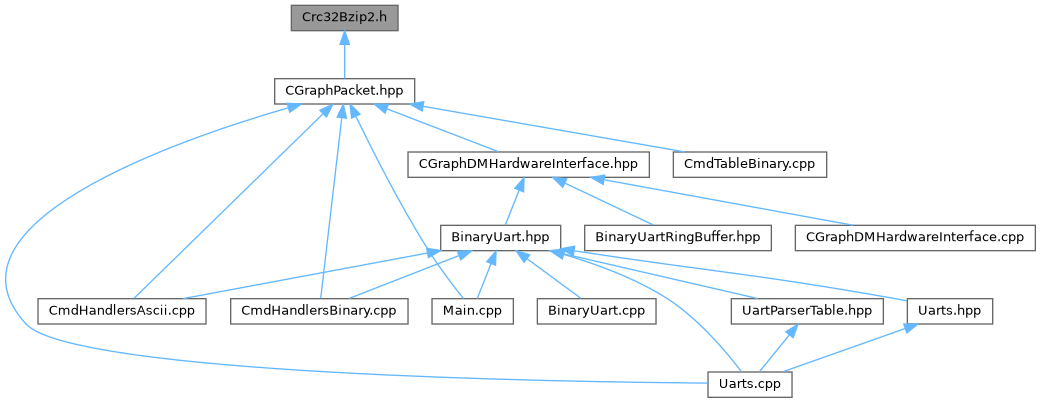 Crc32Bzip2.h
CGraphPacket.hpp
CGraphDMHardwareInterface.hpp
CmdTableBinary.cpp
BinaryUart.hpp
BinaryUartRingBuffer.hpp
CGraphDMHardwareInterface.cpp
CmdHandlersAscii.cpp
CmdHandlersBinary.cpp
Main.cpp
BinaryUart.cpp
UartParserTable.hpp
Uarts.hpp
Uarts.cpp